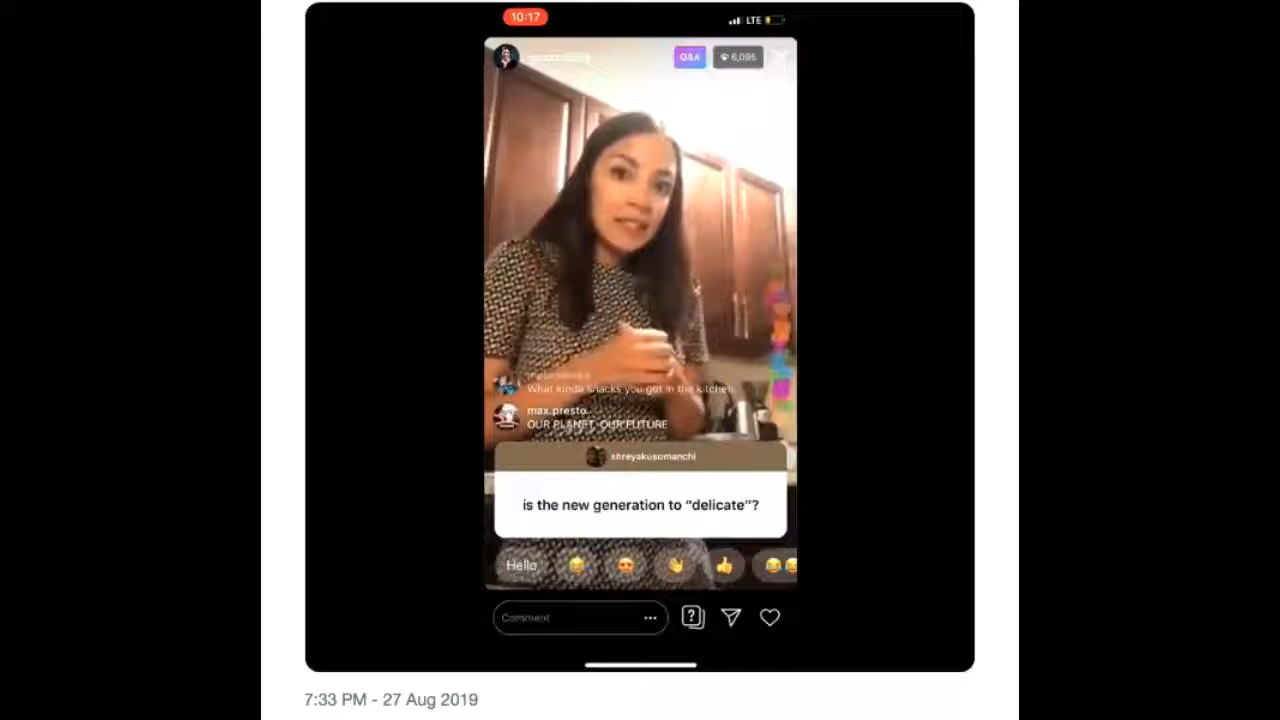 10:17
LTE
Q&A
6,095
What kinda snacks you got in the kitchen
max.presto
OUR PLANET, OUR FUTURE
shreyakusomanchi
is the new generation to “delicate”?
Hello
Comment
7:33 PM - 27 Aug 2019